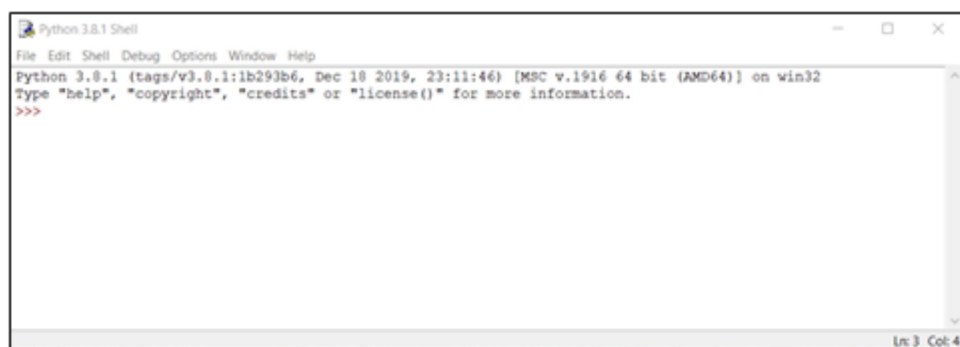 Python 3.8.1 Shell
File Edit Shell Debug Options Window Help
Python 3.8.1 (tags/v3.8.1:1b293b6, Dec 18 2019, 23:11:46) [MSC v.1916 64 bit (AMD64)] on win32
Type "help", "copyright", "credits" or "license()" for more information.
>>>
Ln: 3 Col: 4